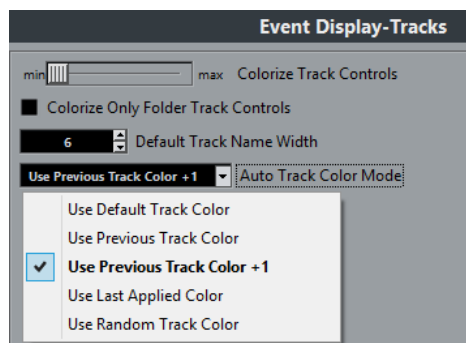 Event Display-Tracks
min max Colorize Track Controls
Colorize Only Folder Track Controls
6 Default Track Name Width
Use Previous Track Color +1 Auto Track Color Mode
Use Default Track Color
Use Previous Track Color
Use Previous Track Color +1
Use Last Applied Color
Use Random Track Color